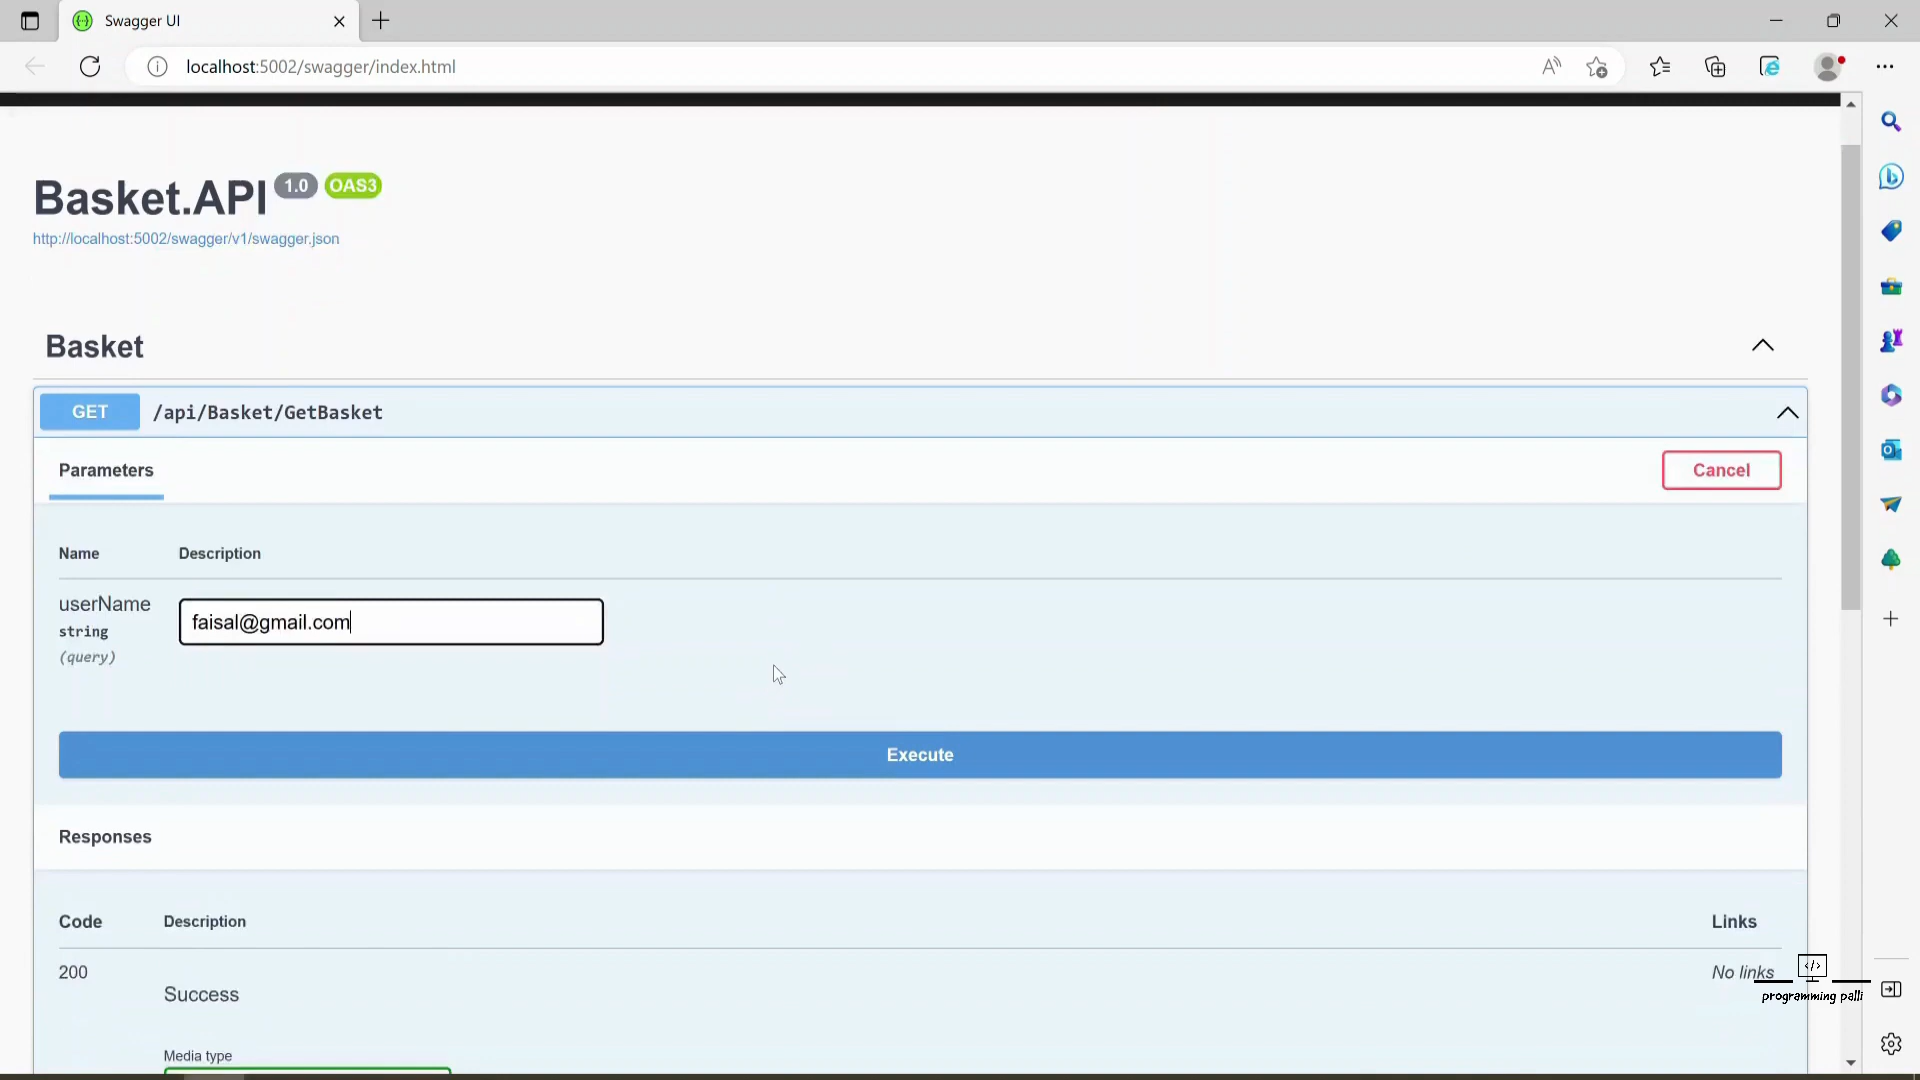 Swagger UI
localhost:5002/swagger/index.html
Basket.API 1.0 OAS3
http://localhost:5002/swagger/v1/swagger.json
Basket
GET /api/Basket/GetBasket
Parameters Cancel
Name Description
userName
string
(query)
faisal@gmail.com
Execute
Responses
Code Description Links
200 No links
Success
Media type
</>
programming palli